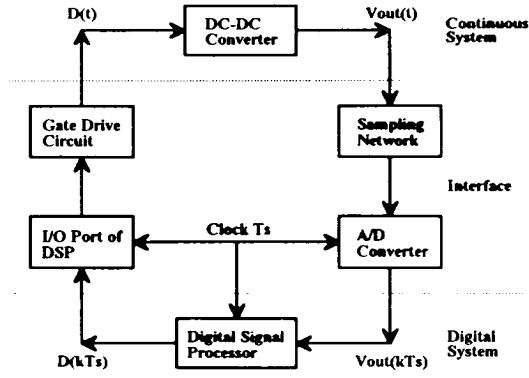 D(t)
DC-DC
Converter
Vout(t)
Continuous
System
Gate Drive
Circuit
Sampling
Network
Interface
I/O Port of
DSP
Clock Ts
A/D
Converter
D(kTs)
Digital Signal
Processor
Vout(kTs)
Digital
System